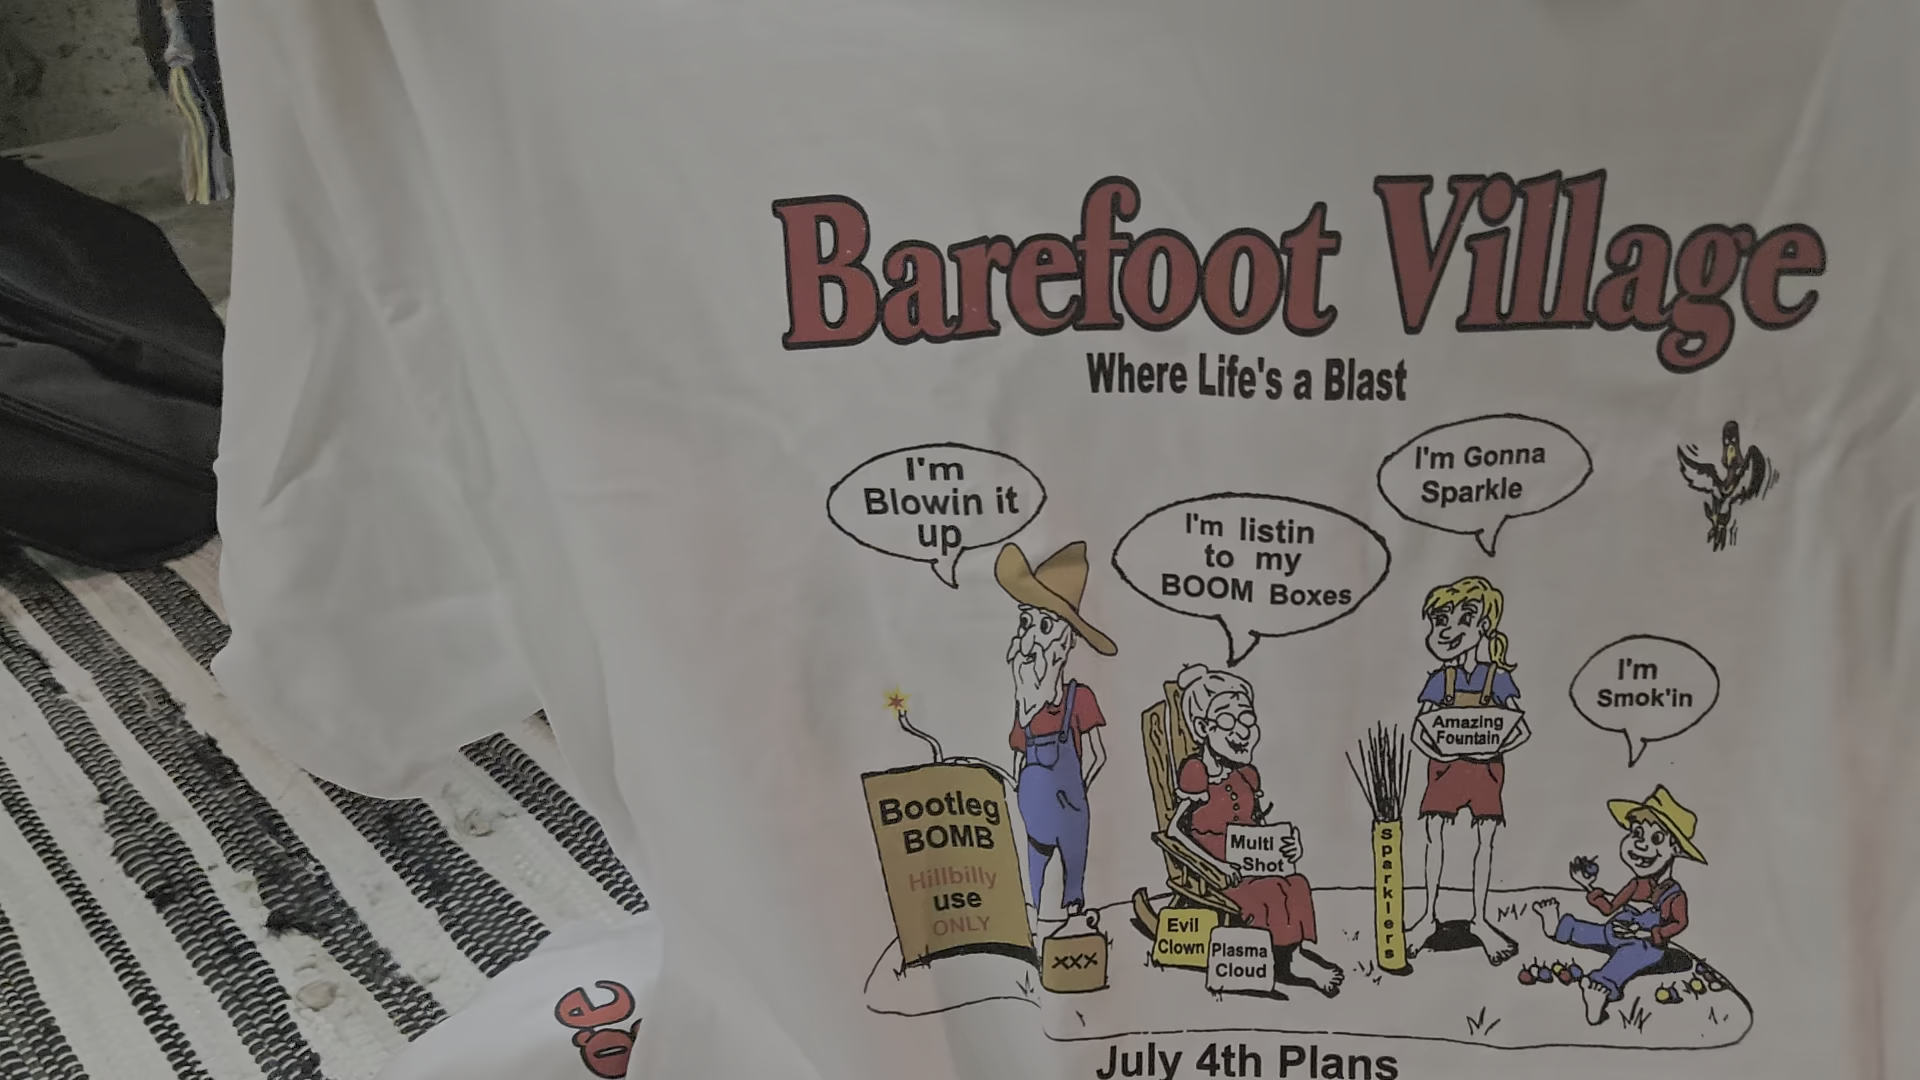 Barefoot Village
Where Life's a Blast
I'm
Blowin it
up
I'm listin
to my
BOOM Boxes
I'm Gonna
Sparkle
I'm
Smok'in
Bootleg
BOMB
Hillbilly
use
ONLY
XXX
Multi
Shot
Evil
Clown
Plasma
Cloud
Sparklers
Amazing
Fountain
July 4th Plans
ge